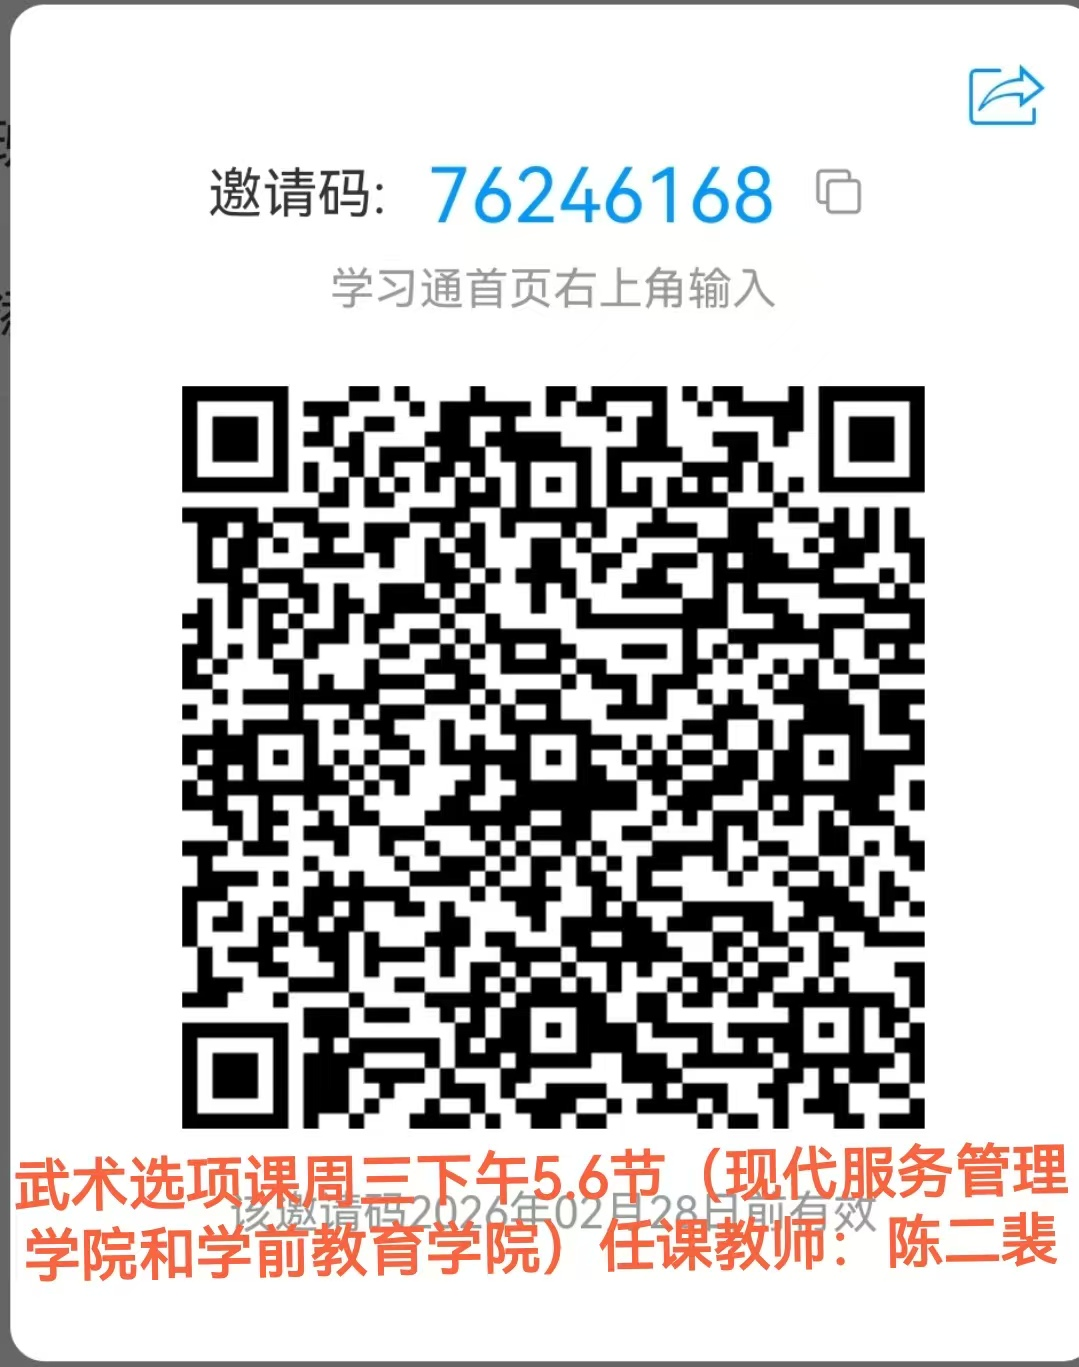 邀请码: 76246168
学习通首页右上角输入
武术选项课周三下午5.6节（现代服务管理
该邀请码2026年02月28日前有效
学院和学前教育学院）任课教师：陈二裴